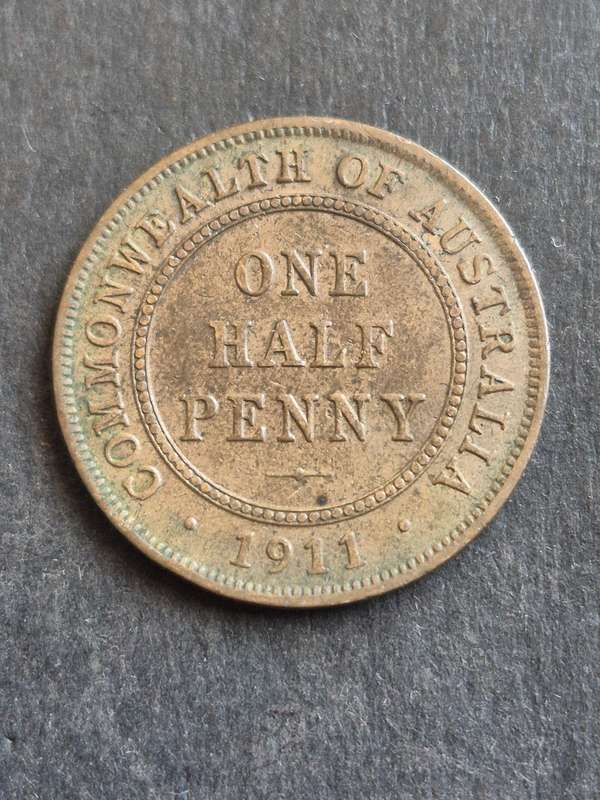 COMMONWEALTH OF AUSTRALIA
ONE
HALF
PENNY
· 1911 ·